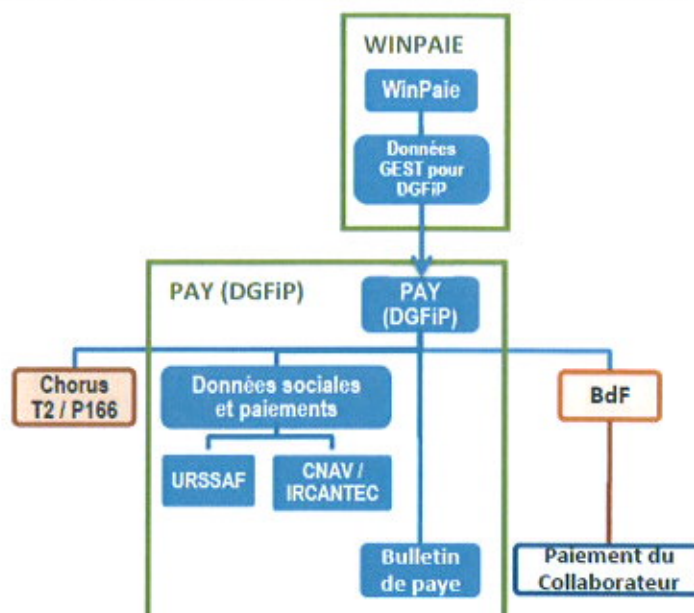 WINPAIE
WinPaie
Données
GEST pour
DGFiP
PAY (DGFiP)
PAY
(DGFiP)
Chorus
T2 / P166
Données sociales
et paiements
BdF
URSSAF
CNAV /
IRCANTEC
Bulletin
de paye
Paiement du
Collaborateur